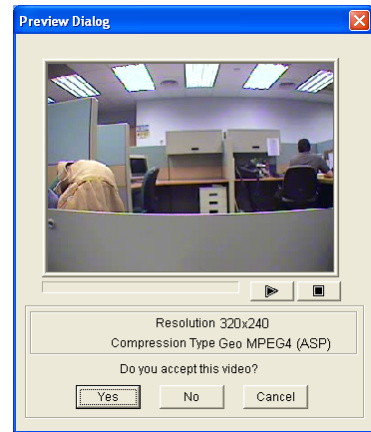 Preview Dialog
Resolution 320x240
Compression Type Geo MPEG4 (ASP)
Do you accept this video?
Yes
No
Cancel